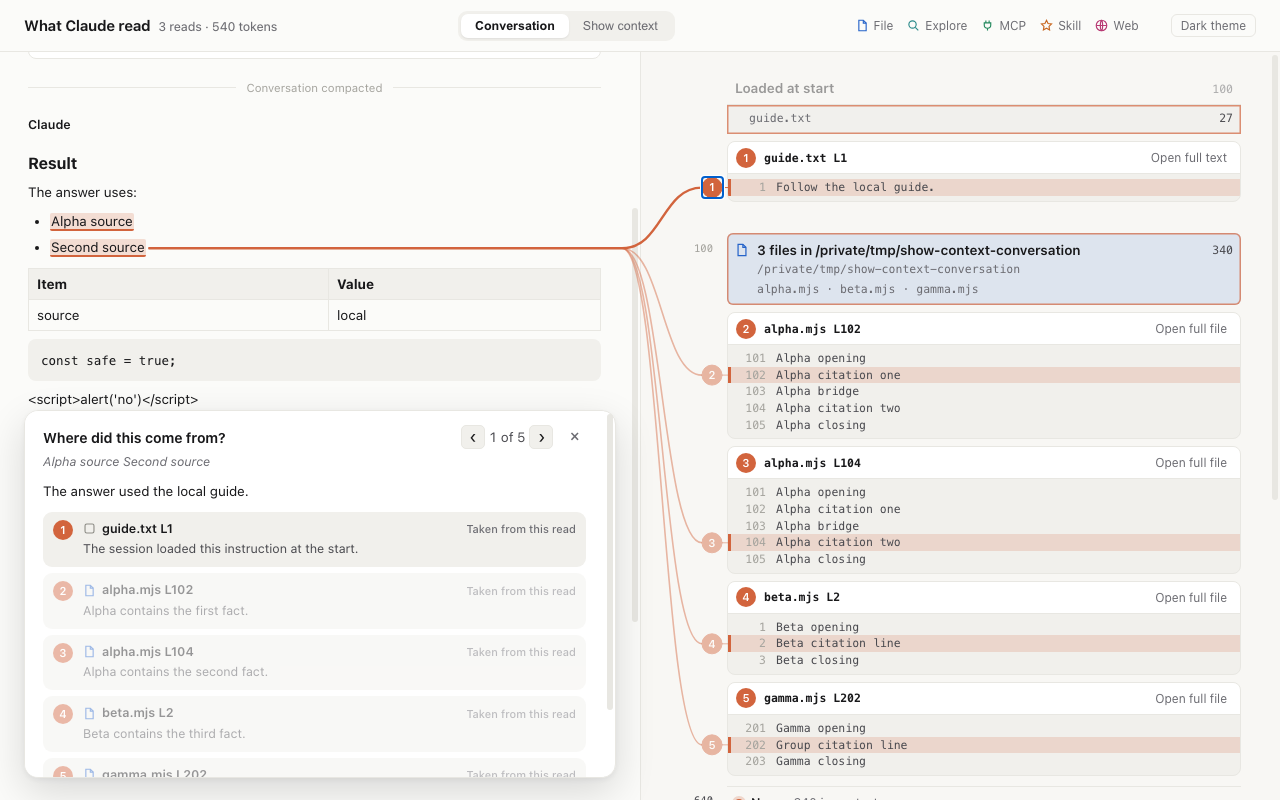 What Claude read 3 reads · 540 tokens
Conversation Show context
File Explore MCP Skill Web
Dark theme
Conversation compacted
Claude
Result
The answer uses:
• Alpha source
• Second source
Item Value
source local
const safe = true;
<script>alert('no')</script>
Where did this come from?
‹ 1 of 5 › ×
Alpha source Second source
The answer used the local guide.
1 guide.txt L1 Taken from this read
The session loaded this instruction at the start.
2 alpha.mjs L102 Taken from this read
Alpha contains the first fact.
3 alpha.mjs L104 Taken from this read
Alpha contains the second fact.
4 beta.mjs L2 Taken from this read
Beta contains the third fact.
5 gamma.mjs L202 Taken from this read
Loaded at start 100
guide.txt 27
1 guide.txt L1 Open full text
1 1 Follow the local guide.
100 3 files in /private/tmp/show-context-conversation 340
/private/tmp/show-context-conversation
alpha.mjs · beta.mjs · gamma.mjs
2 alpha.mjs L102 Open full file
101 Alpha opening
2 102 Alpha citation one
103 Alpha bridge
104 Alpha citation two
105 Alpha closing
3 alpha.mjs L104 Open full file
101 Alpha opening
102 Alpha citation one
103 Alpha bridge
3 104 Alpha citation two
105 Alpha closing
4 beta.mjs L2 Open full file
1 Beta opening
4 2 Beta citation line
3 Beta closing
5 gamma.mjs L202 Open full file
201 Gamma opening
5 202 Group citation line
203 Gamma closing